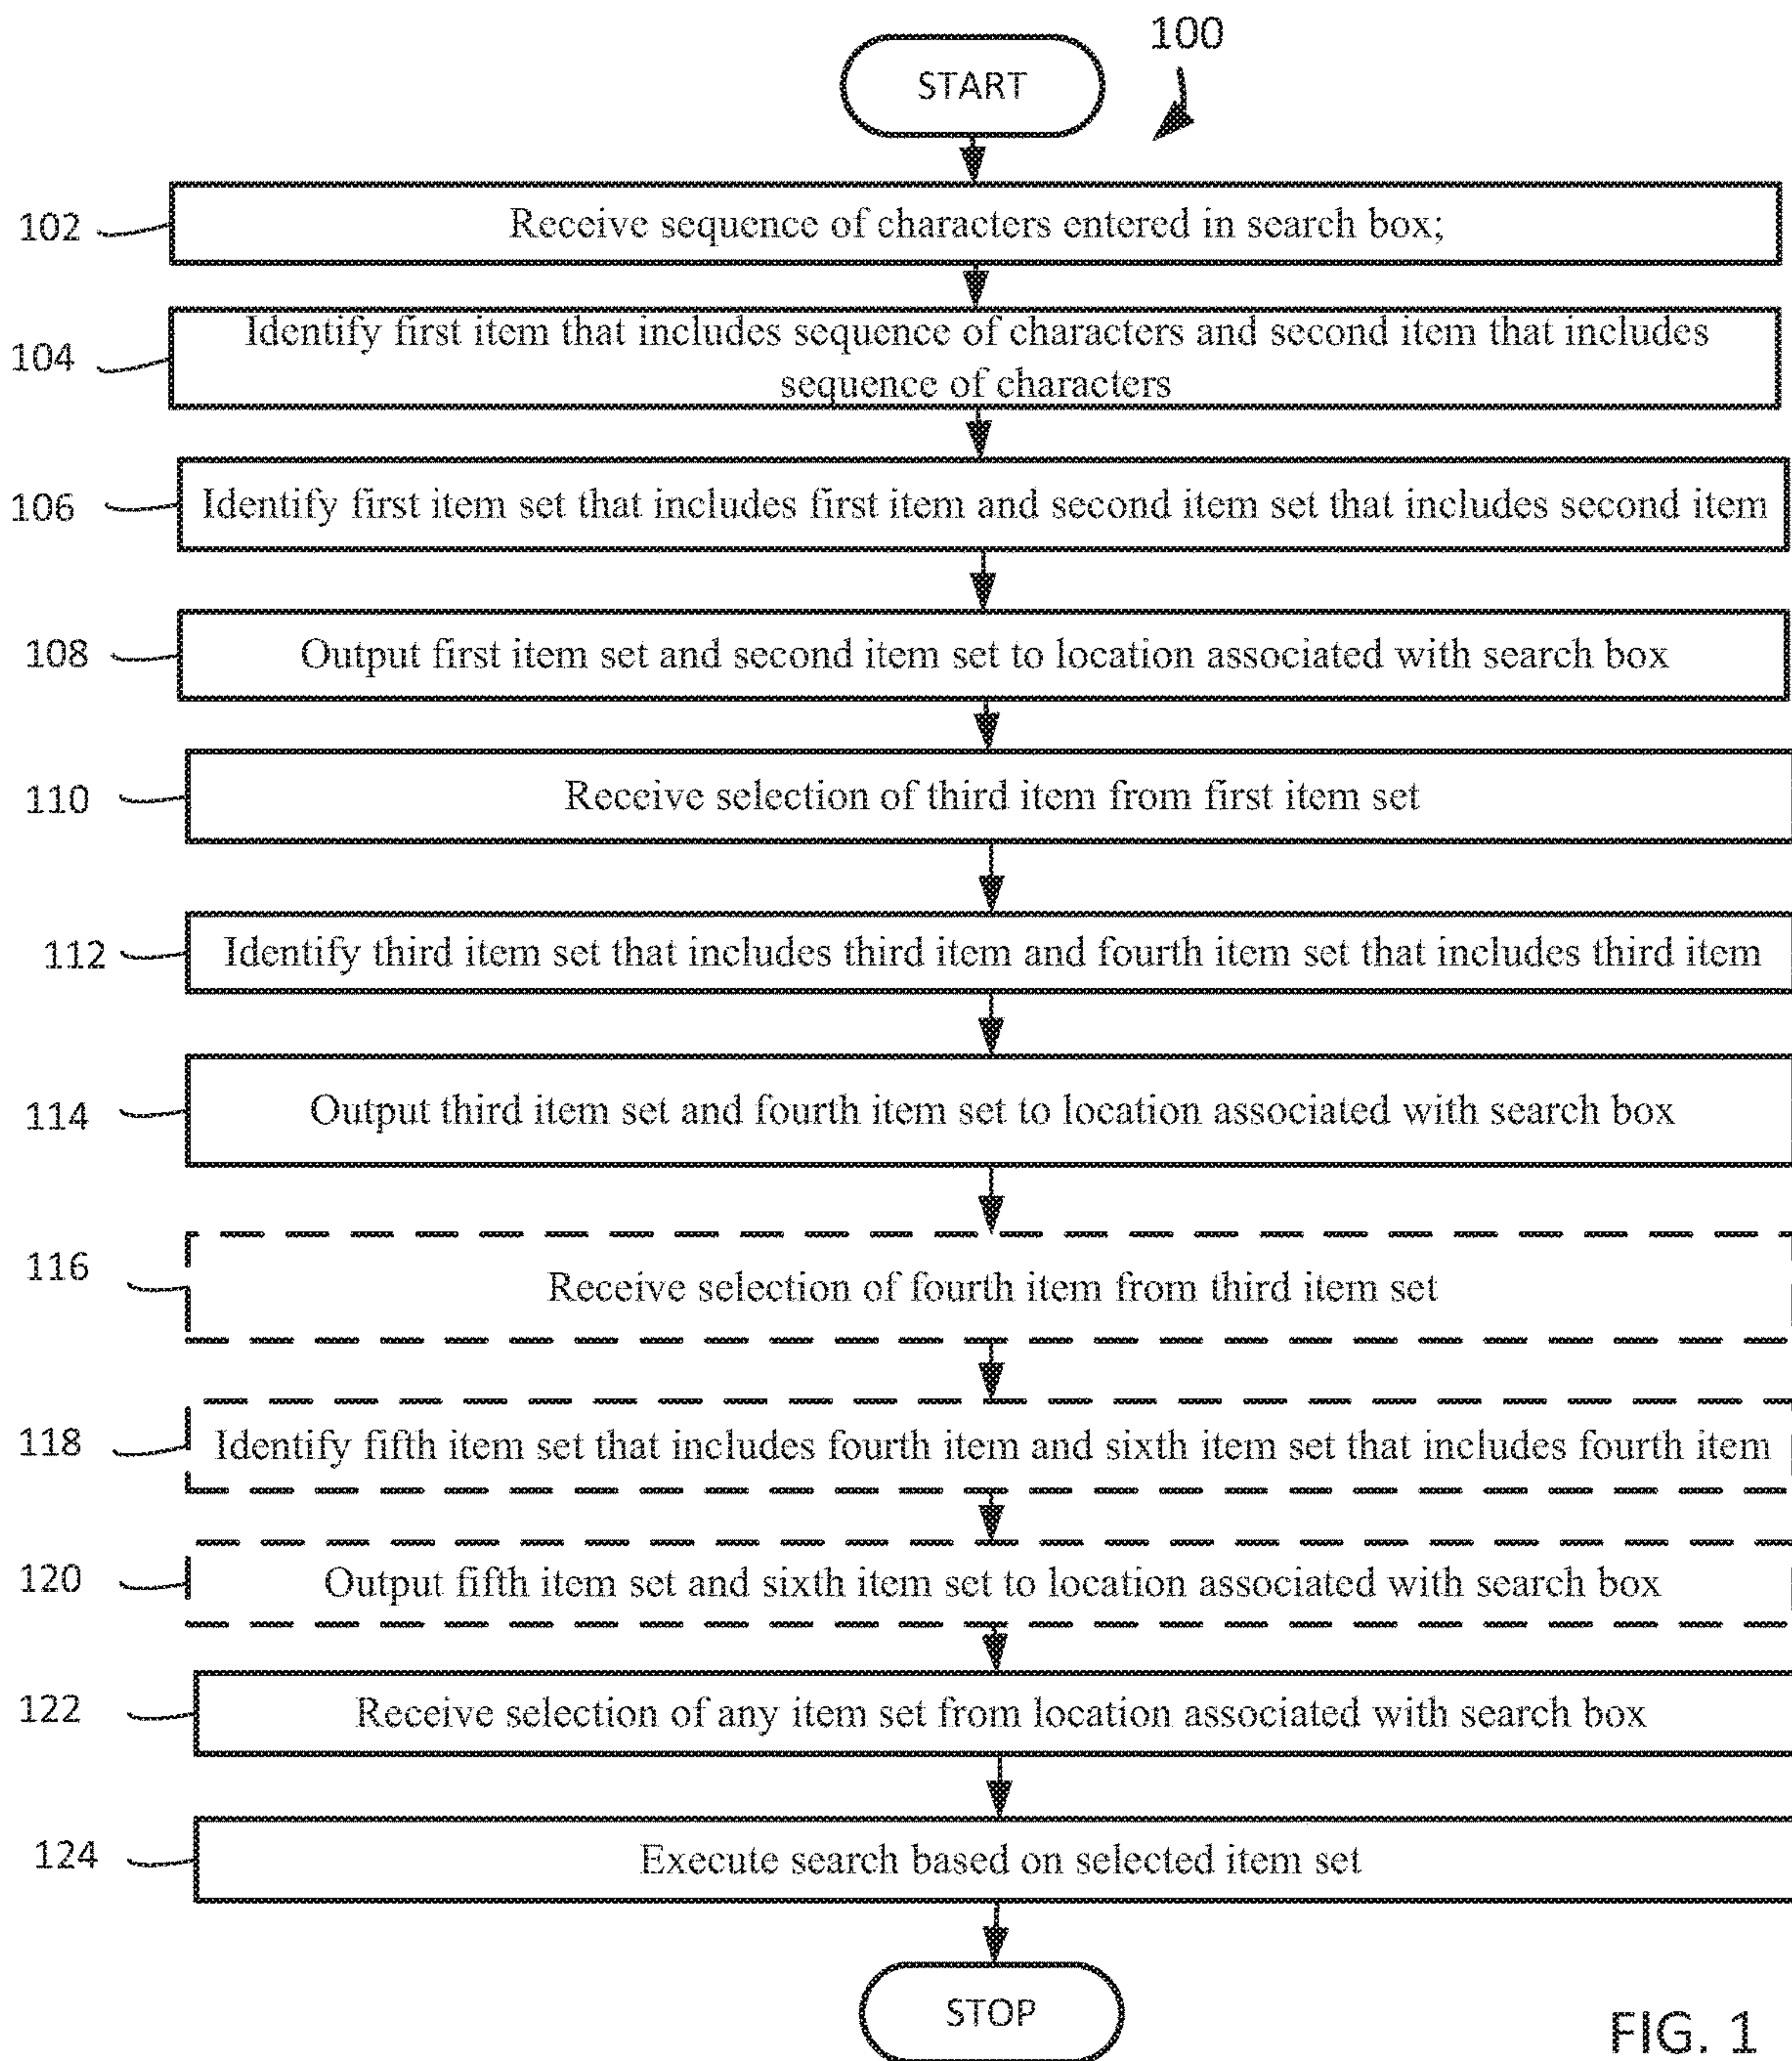 100
START
102
Receive sequence of characters entered in search box;
104
Identify first item that includes sequence of characters and second item that includes
sequence of characters
106
Identify first item set that includes first item and second item set that includes second item
108
Output first item set and second item set to location associated with search box
110
Receive selection of third item from first item set
112
Identify third item set that includes third item and fourth item set that includes third item
114
Output third item set and fourth item set to location associated with search box
116
Receive selection of fourth item from third item set
118
Identify fifth item set that includes fourth item and sixth item set that includes fourth item
120
Output fifth item set and sixth item set to location associated with search box
122
Receive selection of any item set from location associated with search box
124
Execute search based on selected item set
STOP
FIG. 1